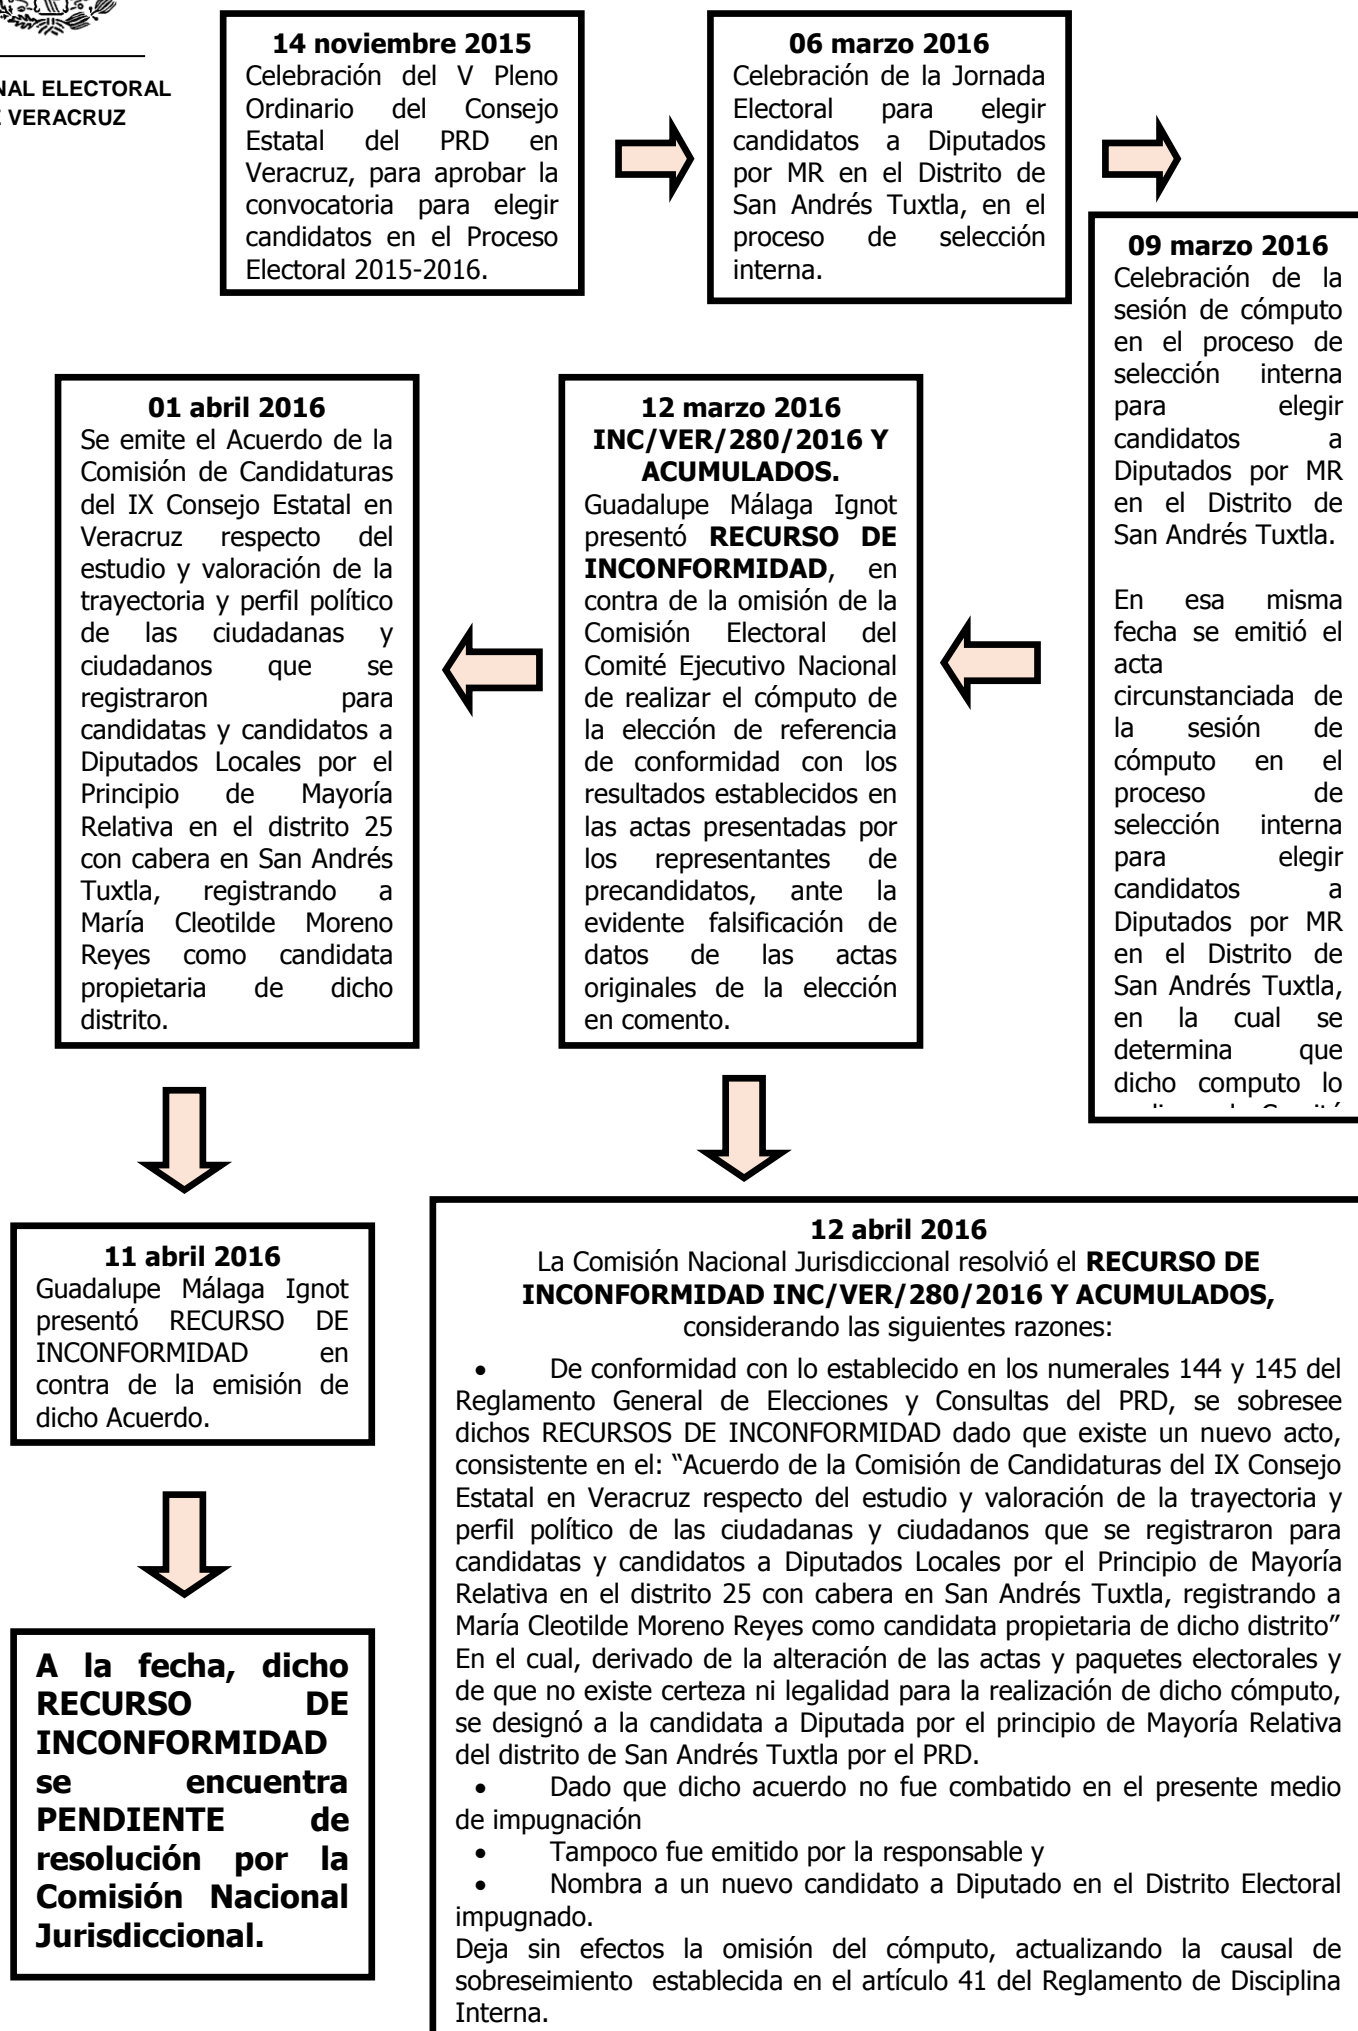 NAL ELECTORAL
VERACRUZ
14 noviembre 2015
Celebración del V Pleno
Ordinario del Consejo
Estatal del PRD en
Veracruz, para aprobar la
convocatoria para elegir
candidatos en el Proceso
Electoral 2015-2016.
06 marzo 2016
Celebración de la Jornada
Electoral para elegir
candidatos a Diputados
por MR en el Distrito de
San Andrés Tuxtla, en el
proceso de selección
interna.
09 marzo 2016
Celebración de la
sesión de cómputo
en el proceso de
selección interna
para elegir
candidatos a
Diputados por MR
en el Distrito de
San Andrés Tuxtla.
En esa misma
fecha se emitió el
acta
circunstanciada de
la sesión de
cómputo en el
proceso de
selección interna
para elegir
candidatos a
Diputados por MR
en el Distrito de
San Andrés Tuxtla,
en la cual se
determina que
dicho computo lo
12 marzo 2016
INC/VER/280/2016 Y
ACUMULADOS.
Guadalupe Málaga Ignot
presentó RECURSO DE
INCONFORMIDAD, en
contra de la omisión de la
Comisión Electoral del
Comité Ejecutivo Nacional
de realizar el cómputo de
la elección de referencia
de conformidad con los
resultados establecidos en
las actas presentadas por
los representantes de
precandidatos, ante la
evidente falsificación de
datos de las actas
originales de la elección
en comento.
01 abril 2016
Se emite el Acuerdo de la
Comisión de Candidaturas
del IX Consejo Estatal en
Veracruz respecto del
estudio y valoración de la
trayectoria y perfil político
de las ciudadanas y
ciudadanos que se
registraron para
candidatas y candidatos a
Diputados Locales por el
Principio de Mayoría
Relativa en el distrito 25
con cabera en San Andrés
Tuxtla, registrando a
María Cleotilde Moreno
Reyes como candidata
propietaria de dicho
distrito.
11 abril 2016
Guadalupe Málaga Ignot
presentó RECURSO DE
INCONFORMIDAD en
contra de la emisión de
dicho Acuerdo.
A la fecha, dicho
RECURSO DE
INCONFORMIDAD
se encuentra
PENDIENTE de
resolución por la
Comisión Nacional
Jurisdiccional.
12 abril 2016
La Comisión Nacional Jurisdiccional resolvió el RECURSO DE
INCONFORMIDAD INC/VER/280/2016 Y ACUMULADOS,
considerando las siguientes razones:
• De conformidad con lo establecido en los numerales 144 y 145 del
Reglamento General de Elecciones y Consultas del PRD, se sobresee
dichos RECURSOS DE INCONFORMIDAD dado que existe un nuevo acto,
consistente en el: “Acuerdo de la Comisión de Candidaturas del IX Consejo
Estatal en Veracruz respecto del estudio y valoración de la trayectoria y
perfil político de las ciudadanas y ciudadanos que se registraron para
candidatas y candidatos a Diputados Locales por el Principio de Mayoría
Relativa en el distrito 25 con cabera en San Andrés Tuxtla, registrando a
María Cleotilde Moreno Reyes como candidata propietaria de dicho distrito”
En el cual, derivado de la alteración de las actas y paquetes electorales y
de que no existe certeza ni legalidad para la realización de dicho cómputo,
se designó a la candidata a Diputada por el principio de Mayoría Relativa
del distrito de San Andrés Tuxtla por el PRD.
• Dado que dicho acuerdo no fue combatido en el presente medio
de impugnación
• Tampoco fue emitido por la responsable y
• Nombra a un nuevo candidato a Diputado en el Distrito Electoral
impugnado.
Deja sin efectos la omisión del cómputo, actualizando la causal de
sobreseimiento establecida en el artículo 41 del Reglamento de Disciplina
Interna.